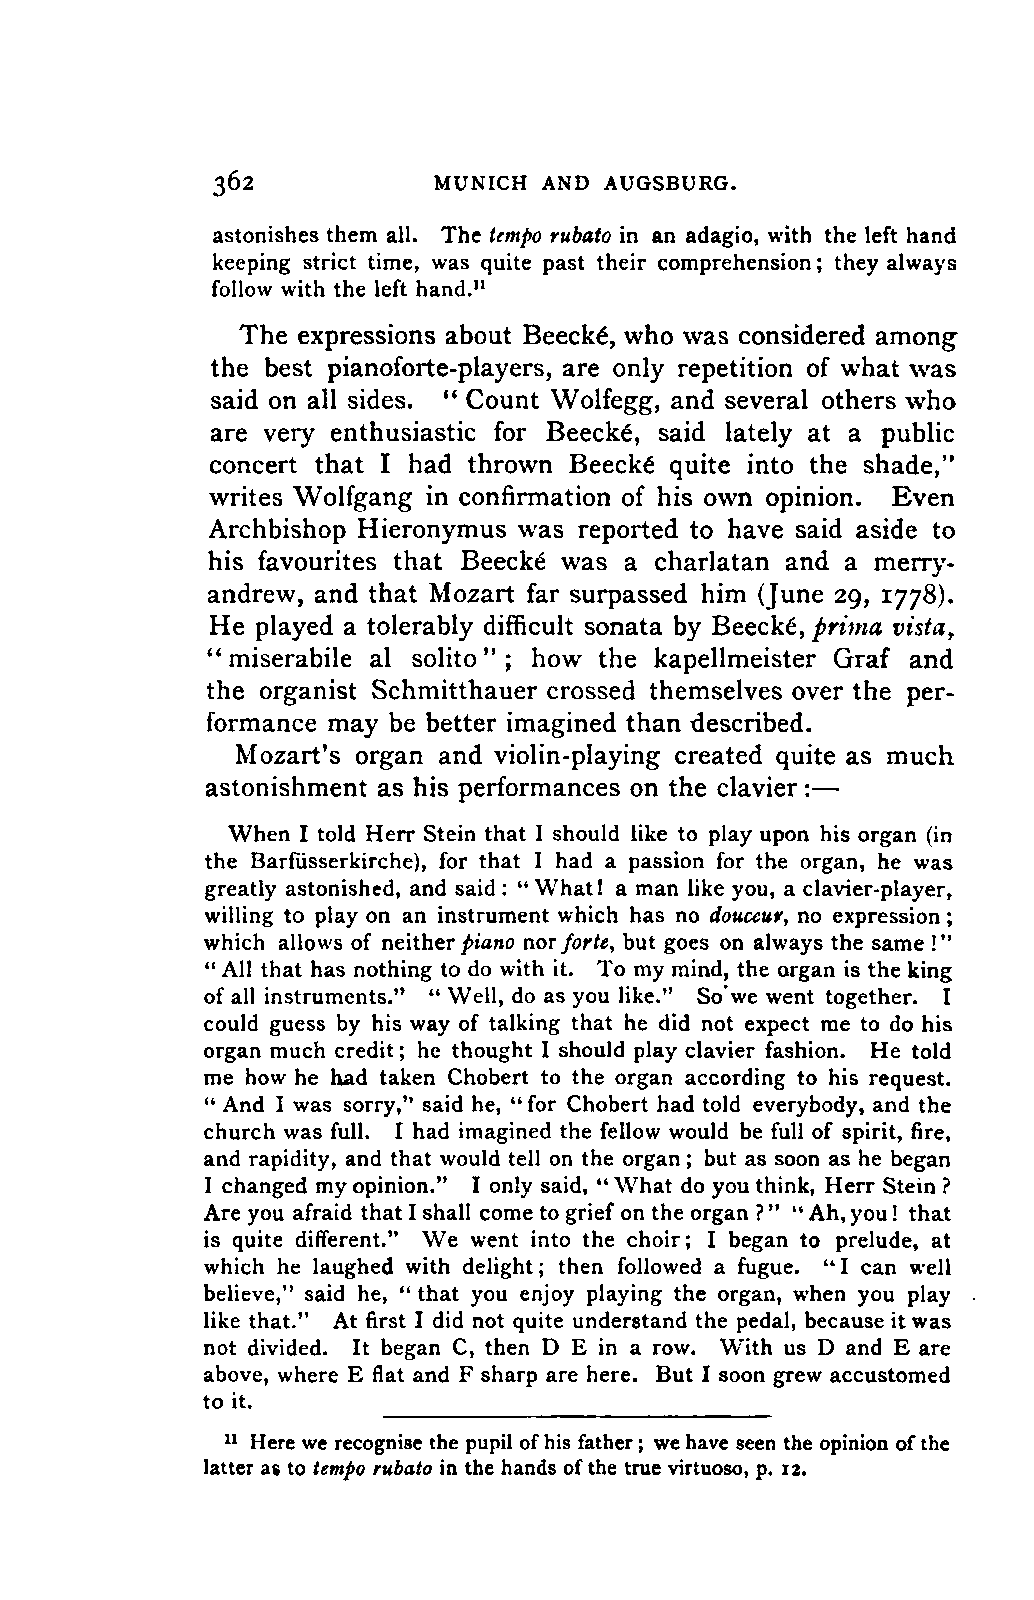 362 MUNICH AND AUGSBURG.
astonishes them all. The tempo rubato in an adagio, with the left hand
keeping strict time, was quite past their comprehension; they always
follow with the left hand.¹¹
The expressions about Beecké, who was considered among
the best pianoforte-players, are only repetition of what was
said on all sides. "Count Wolfegg, and several others who
are very enthusiastic for Beecké, said lately at a public
concert that I had thrown Beecké quite into the shade,"
writes Wolfgang in confirmation of his own opinion. Even
Archbishop Hieronymus was reported to have said aside to
his favourites that Beecké was a charlatan and a merry-
andrew, and that Mozart far surpassed him (June 29, 1778).
He played a tolerably difficult sonata by Beecké, prima vista,
"miserabile al solito"; how the kapellmeister Graf and
the organist Schmitthauer crossed themselves over the per-
formance may be better imagined than described.
Mozart's organ and violin-playing created quite as much
astonishment as his performances on the clavier:—
When I told Herr Stein that I should like to play upon his organ (in
the Barfüsserkirche), for that I had a passion for the organ, he was
greatly astonished, and said: "What! a man like you, a clavier-player,
willing to play on an instrument which has no douceur, no expression;
which allows of neither piano nor forte, but goes on always the same!"
"All that has nothing to do with it. To my mind, the organ is the king
of all instruments." "Well, do as you like." So we went together. I
could guess by his way of talking that he did not expect me to do his
organ much credit; he thought I should play clavier fashion. He told
me how he had taken Chobert to the organ according to his request.
"And I was sorry," said he, "for Chobert had told everybody, and the
church was full. I had imagined the fellow would be full of spirit, fire,
and rapidity, and that would tell on the organ; but as soon as he began
I changed my opinion." I only said, "What do you think, Herr Stein?
Are you afraid that I shall come to grief on the organ?" "Ah, you! that
is quite different." We went into the choir; I began to prelude, at
which he laughed with delight; then followed a fugue. "I can well
believe," said he, "that you enjoy playing the organ, when you play
like that." At first I did not quite understand the pedal, because it was
not divided. It began C, then D E in a row. With us D and E are
above, where E flat and F sharp are here. But I soon grew accustomed
to it.
¹¹ Here we recognise the pupil of his father; we have seen the opinion of the
latter as to tempo rubato in the hands of the true virtuoso, p. 12.